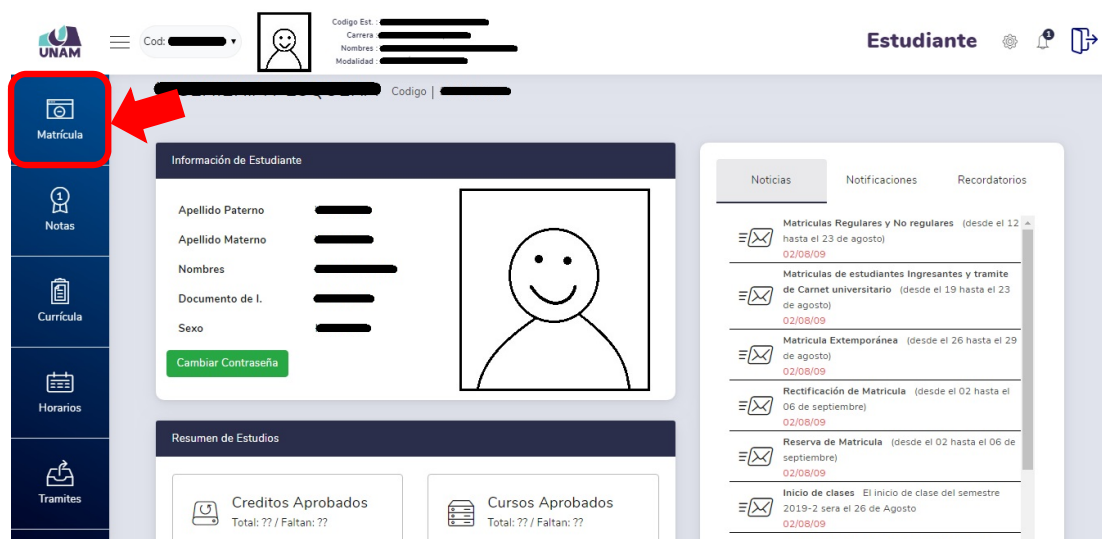 UNAM
Cod:
Codigo Est. :
Carrera :
Nombres :
Modalidad :
Estudiante
1
Codigo |
Matrícula
1
Notas
Currícula
Horarios
Tramites
Información de Estudiante
Apellido Paterno
Apellido Materno
Nombres
Documento de I.
Sexo
Cambiar Contraseña
Resumen de Estudios
Creditos Aprobados
Total: ?? / Faltan: ??
Cursos Aprobados
Total: ?? / Faltan: ??
Noticias Notificaciones Recordatorios
Matriculas Regulares y No regulares (desde el 12
hasta el 23 de agosto)
02/08/09
Matriculas de estudiantes Ingresantes y tramite
de Carnet universitario (desde el 19 hasta el 23
de agosto)
02/08/09
Matricula Extemporánea (desde el 26 hasta el 29
de agosto)
02/08/09
Rectificación de Matricula (desde el 02 hasta el
06 de septiembre)
02/08/09
Reserva de Matricula (desde el 02 hasta el 06 de
septiembre)
02/08/09
Inicio de clases El inicio de clase del semestre
2019-2 sera el 26 de Agosto
02/08/09